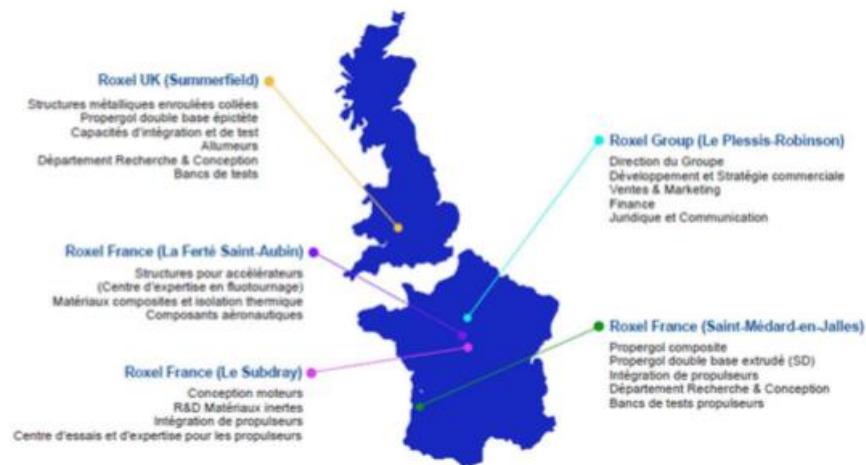 Roxel UK (Summerfield)
Structures métalliques enroulées collées
Propergol double base épictète
Capacités d'intégration et de test
Allumeurs
Département Recherche & Conception
Bancs de tests
Roxel Group (Le Plessis-Robinson)
Direction du Groupe
Développement et Stratégie commerciale
Ventes & Marketing
Finance
Juridique et Communication
Roxel France (La Ferté Saint-Aubin)
Structures pour accélérateurs
(Centre d'expertise en fluotournage)
Matériaux composites et isolation thermique
Composants aéronautiques
Roxel France (Saint-Médard-en-Jalles)
Propergol composite
Propergol double base extrudé (SD)
Intégration de propulseurs
Département Recherche & Conception
Bancs de tests propulseurs
Roxel France (Le Subdray)
Conception moteurs
R&D Matériaux inertes
Intégration de propulseurs
Centre d'essais et d'expertise pour les propulseurs